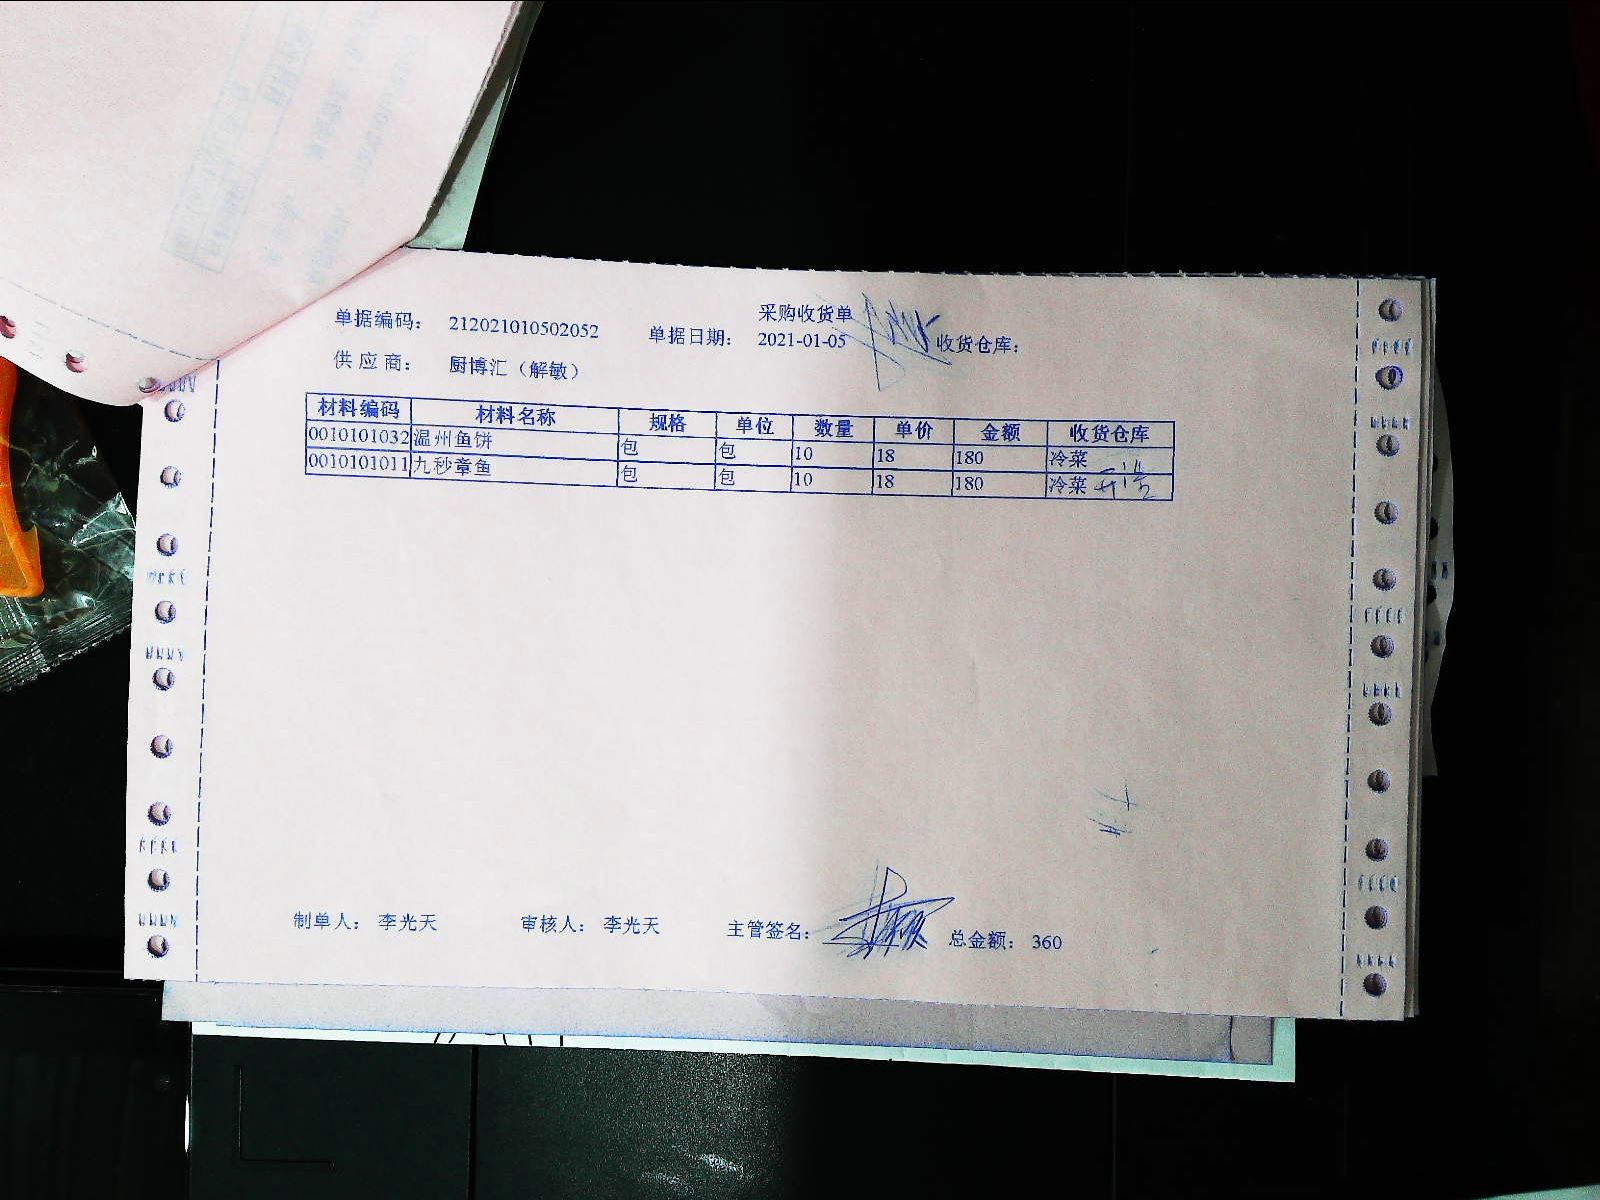 采购收货单
单据编码： 212021010502052 单据日期： 2021-01-05 收货仓库：
供 应 商： 厨博汇（解敏）
材料编码 材料名称 规格 单位 数量 单价 金额 收货仓库
0010101032 温州鱼饼 包 包 10 18 180 冷菜
0010101011 九秒章鱼 包 包 10 18 180 冷菜
制单人： 李光天 审核人： 李光天 主管签名： 总金额： 360